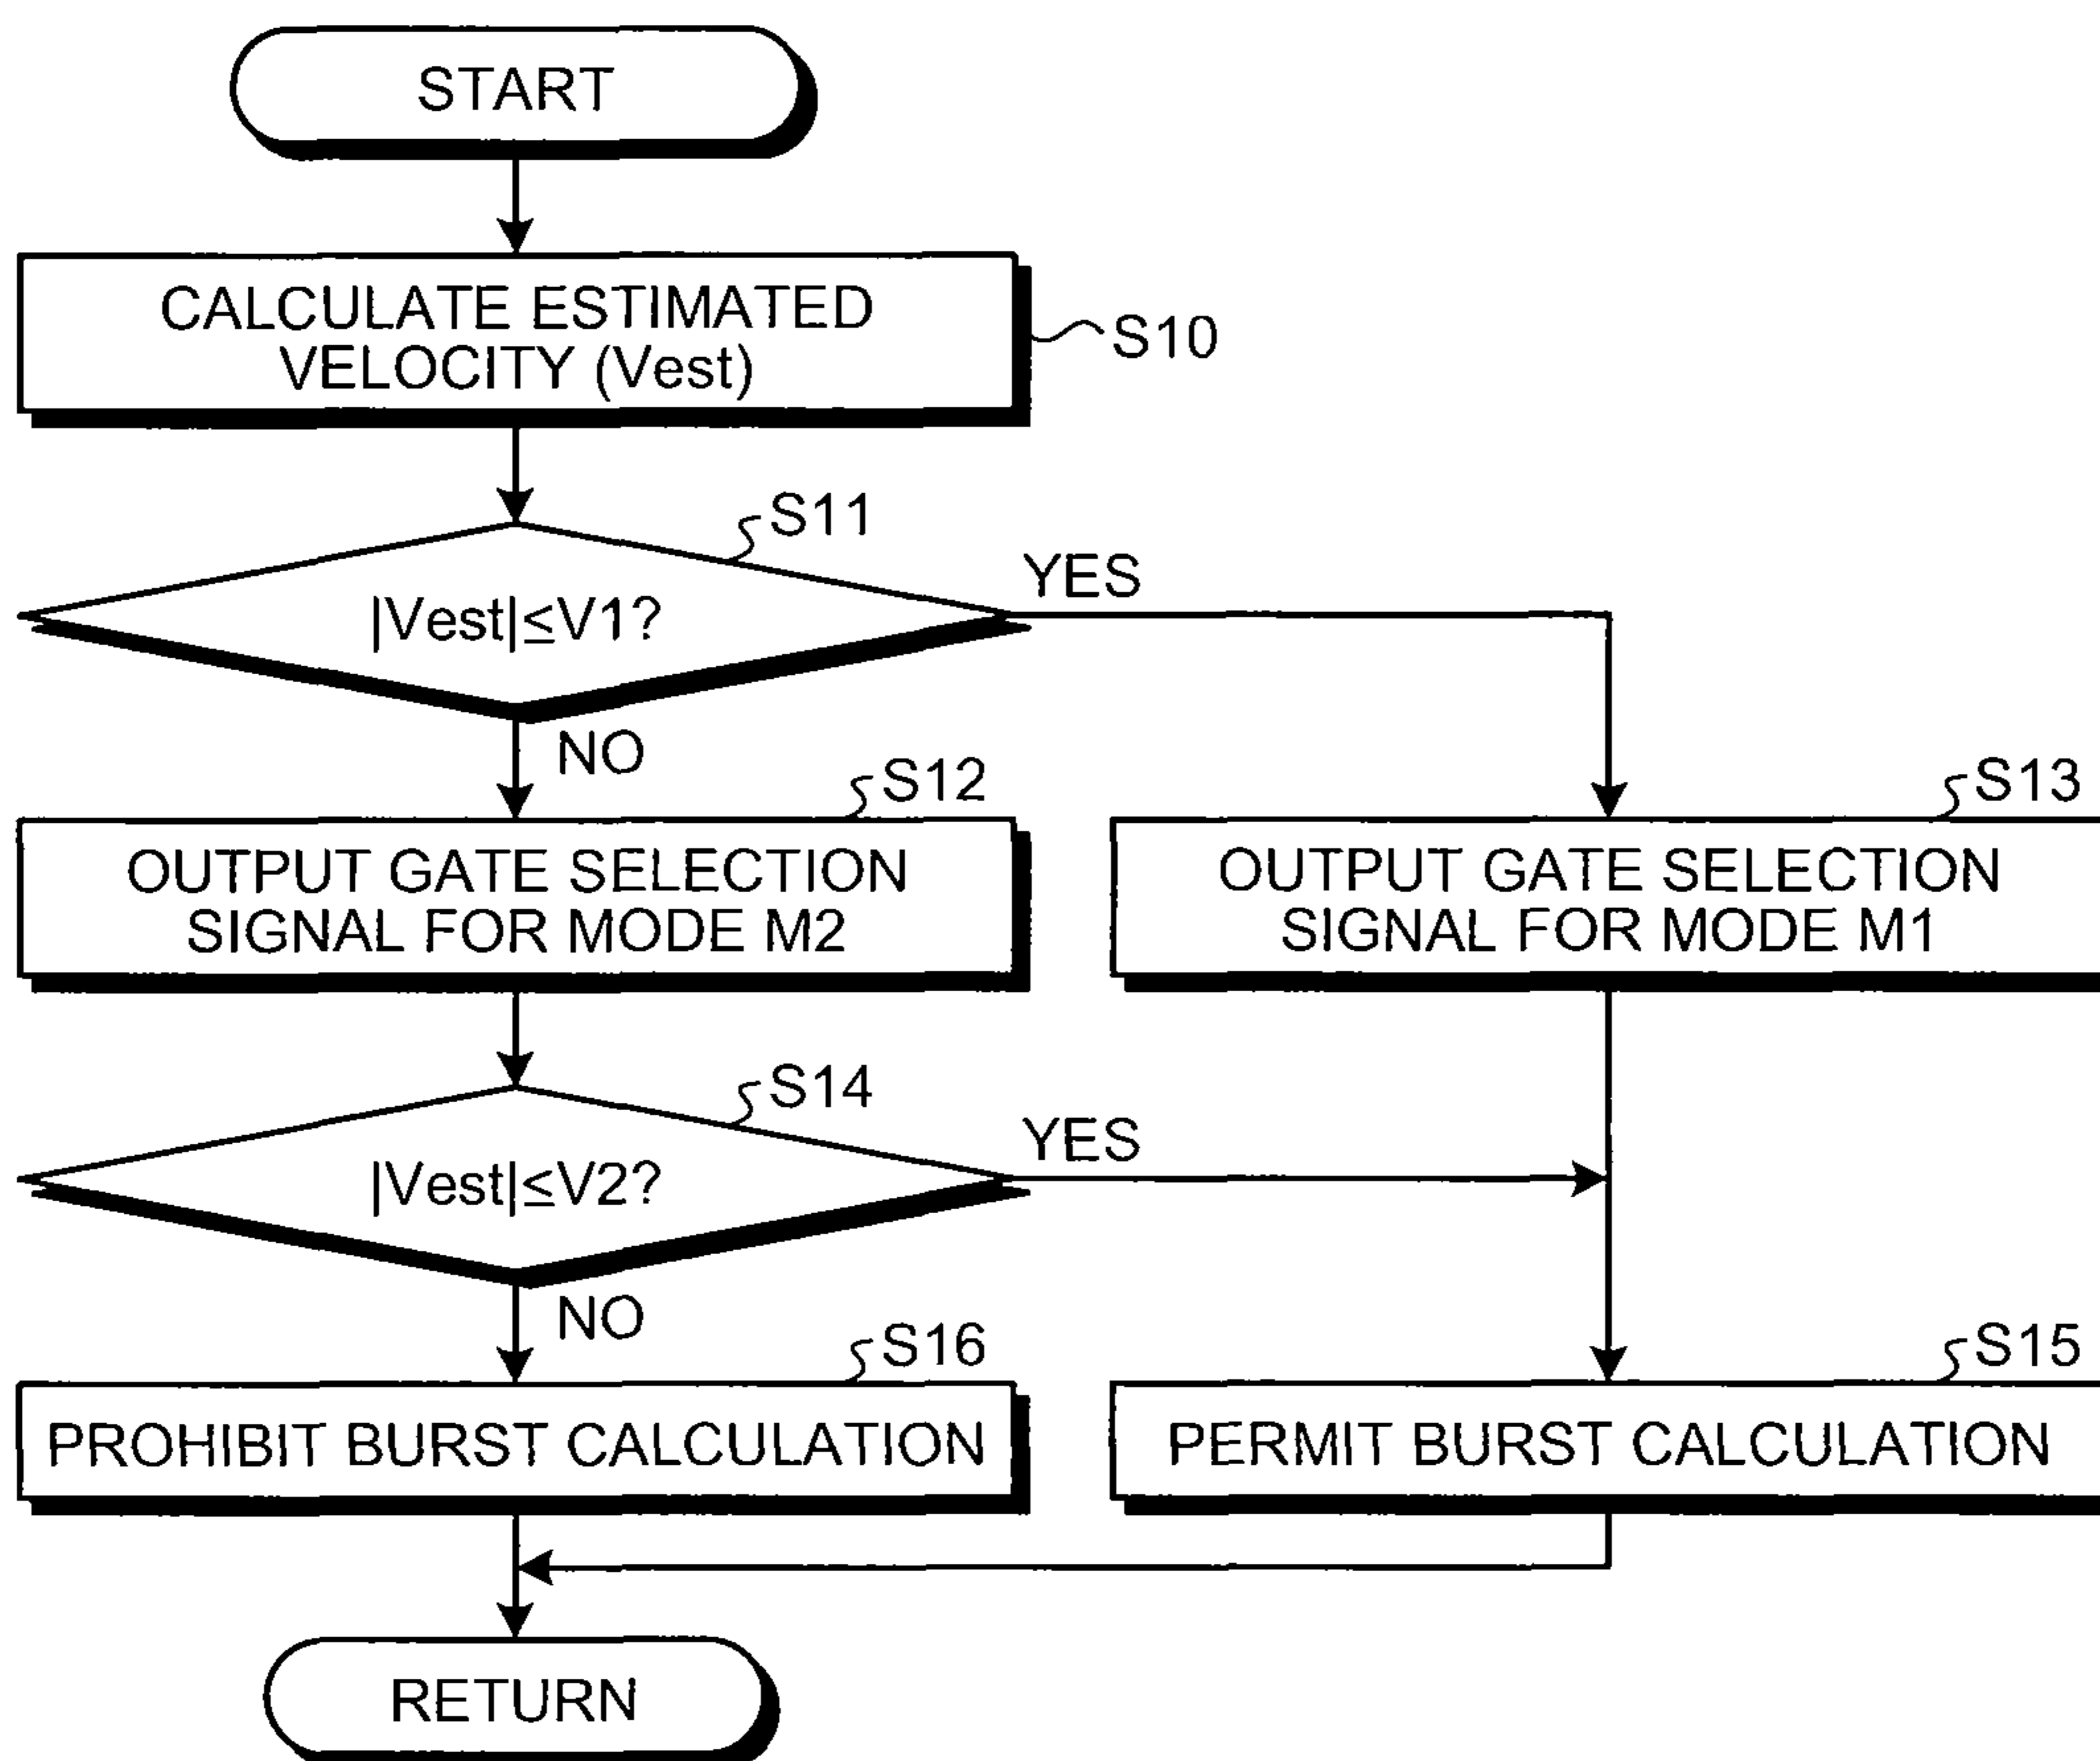 START
CALCULATE ESTIMATED
VELOCITY (Vest)
S10
S11
|Vest|≤V1?
YES
NO
S12
OUTPUT GATE SELECTION
SIGNAL FOR MODE M2
S13
OUTPUT GATE SELECTION
SIGNAL FOR MODE M1
S14
|Vest|≤V2?
YES
NO
S16
PROHIBIT BURST CALCULATION
S15
PERMIT BURST CALCULATION
RETURN